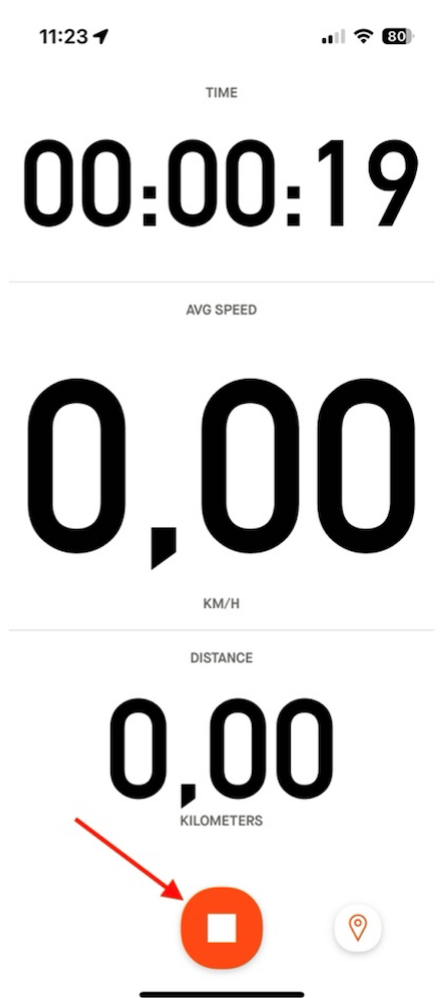 11:23
80
TIME
00:00:19
AVG SPEED
0,00
KM/H
DISTANCE
0,00
KILOMETERS